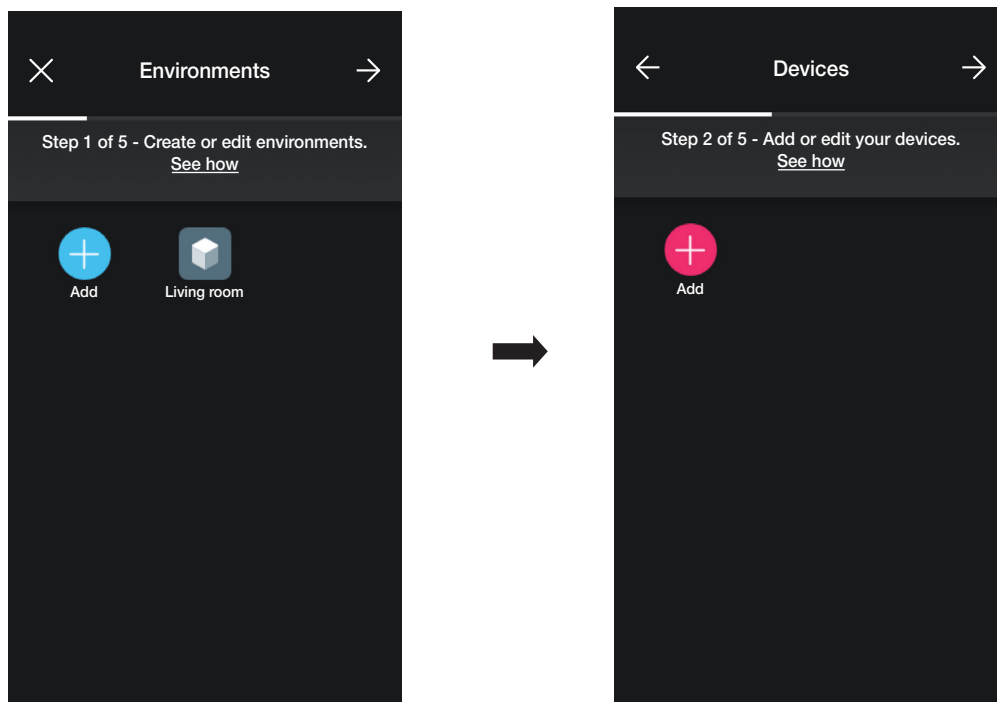 Environments
Step 1 of 5 - Create or edit environments.
See how
Add
Living room
Devices
Step 2 of 5 - Add or edit your devices.
See how
Add